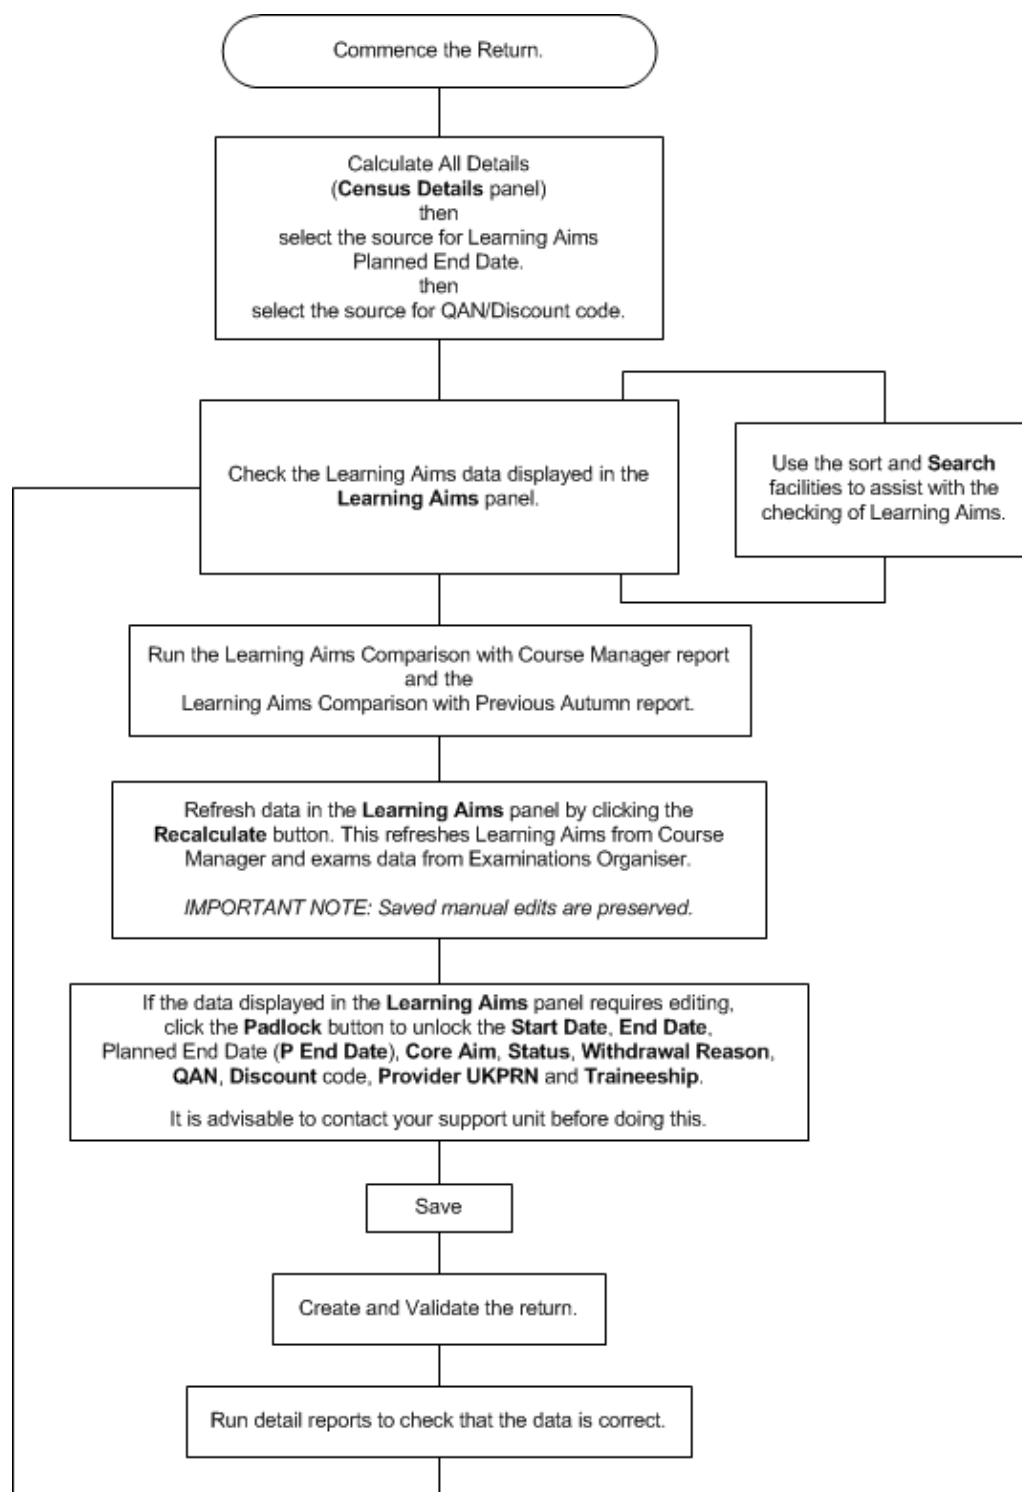 Commence the Return.
Calculate All Details
(Census Details panel)
then
select the source for Learning Aims
Planned End Date.
then
select the source for QAN/Discount code.
Check the Learning Aims data displayed in the
Learning Aims panel.
Use the sort and Search
facilities to assist with the
checking of Learning Aims.
Run the Learning Aims Comparison with Course Manager report
and the
Learning Aims Comparison with Previous Autumn report.
Refresh data in the Learning Aims panel by clicking the
Recalculate button. This refreshes Learning Aims from Course
Manager and exams data from Examinations Organiser.
IMPORTANT NOTE: Saved manual edits are preserved.
If the data displayed in the Learning Aims panel requires editing,
click the Padlock button to unlock the Start Date, End Date,
Planned End Date (P End Date), Core Aim, Status, Withdrawal Reason,
QAN, Discount code, Provider UKPRN and Traineeship.
It is advisable to contact your support unit before doing this.
Save
Create and Validate the return.
Run detail reports to check that the data is correct.